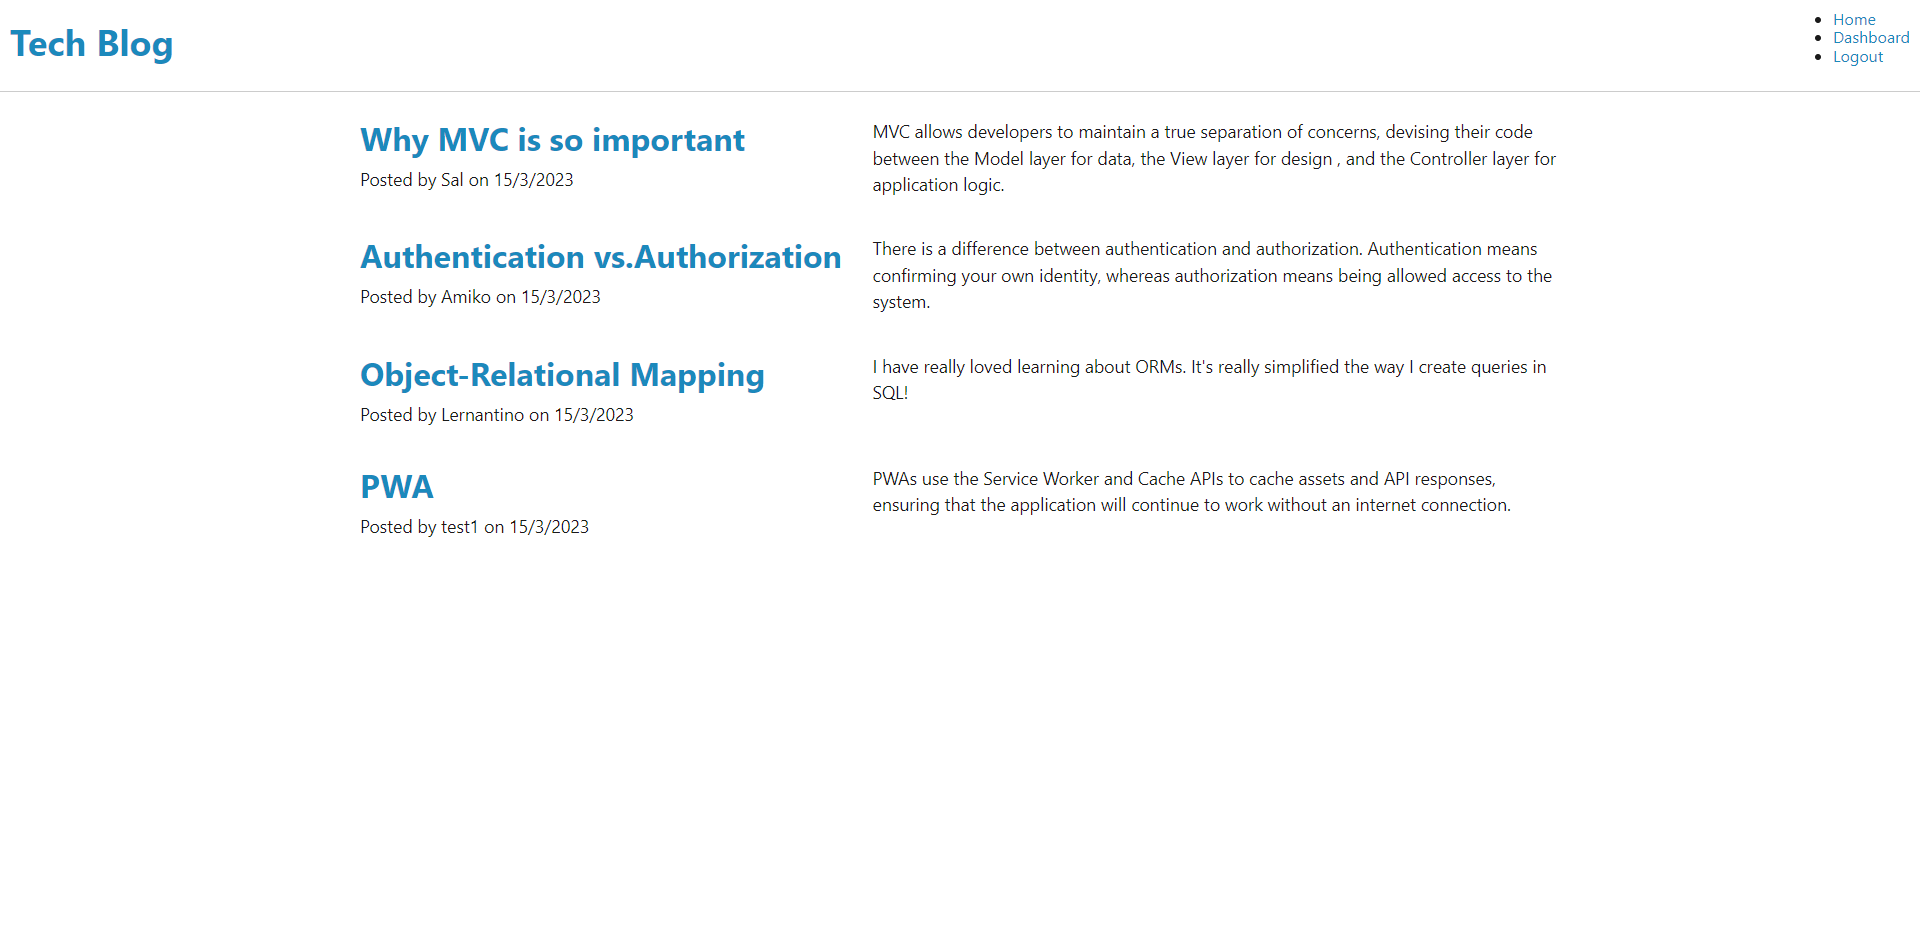 Tech Blog
Home
Dashboard
Logout
Why MVC is so important
Posted by Sal on 15/3/2023
MVC allows developers to maintain a true separation of concerns, devising their code
between the Model layer for data, the View layer for design , and the Controller layer for
application logic.
Authentication vs.Authorization
Posted by Amiko on 15/3/2023
There is a difference between authentication and authorization. Authentication means
confirming your own identity, whereas authorization means being allowed access to the
system.
Object-Relational Mapping
Posted by Lernantino on 15/3/2023
I have really loved learning about ORMs. It's really simplified the way I create queries in
SQL!
PWA
Posted by test1 on 15/3/2023
PWAs use the Service Worker and Cache APIs to cache assets and API responses,
ensuring that the application will continue to work without an internet connection.